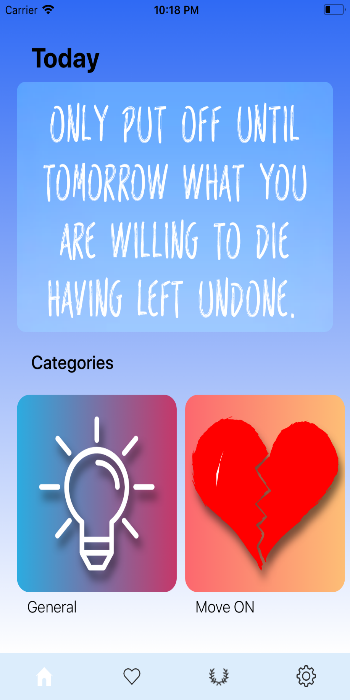 Carrier 10:18 PM
Today
ONLY PUT OFF UNTIL
TOMORROW WHAT YOU
ARE WILLING TO DIE
HAVING LEFT UNDONE.
Categories
General Move ON